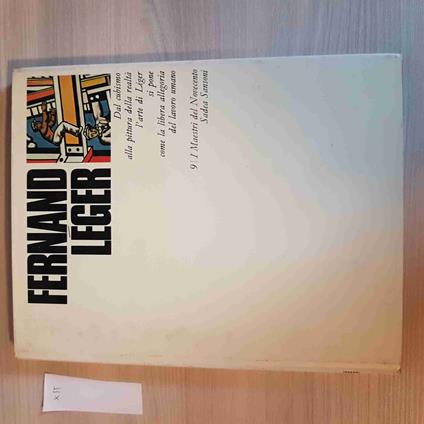 FERNAND
LEGER
Dal cubismo
alla pittura della realtà
l'arte di Léger
si pone
come la libera allegoria
del lavoro umano
9 \ I Maestri del Novecento
Sadea Sansoni